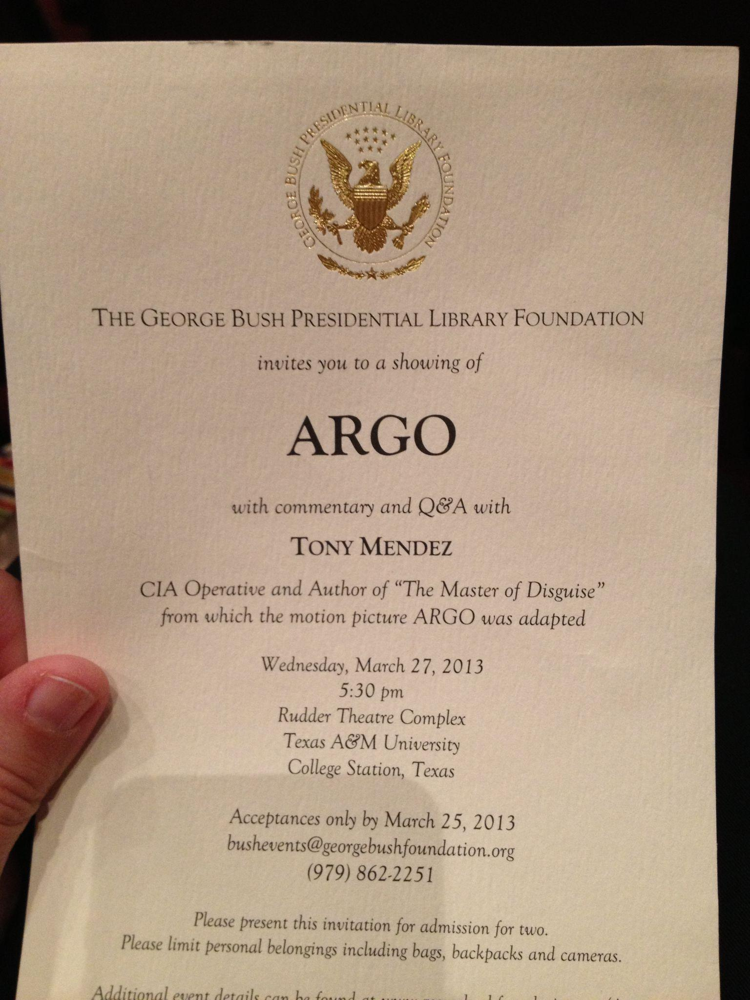 GEORGE BUSH PRESIDENTIAL LIBRARY FOUNDATION
THE GEORGE BUSH PRESIDENTIAL LIBRARY FOUNDATION
invites you to a showing of
ARGO
with commentary and Q&A with
TONY MENDEZ
CIA Operative and Author of “The Master of Disguise”
from which the motion picture ARGO was adapted
Wednesday, March 27, 2013
5:30 pm
Rudder Theatre Complex
Texas A&M University
College Station, Texas
Acceptances only by March 25, 2013
bushevents@georgebushfoundation.org
(979) 862-2251
Please present this invitation for admission for two.
Please limit personal belongings including bags, backpacks and cameras.
Additional event details can be found at